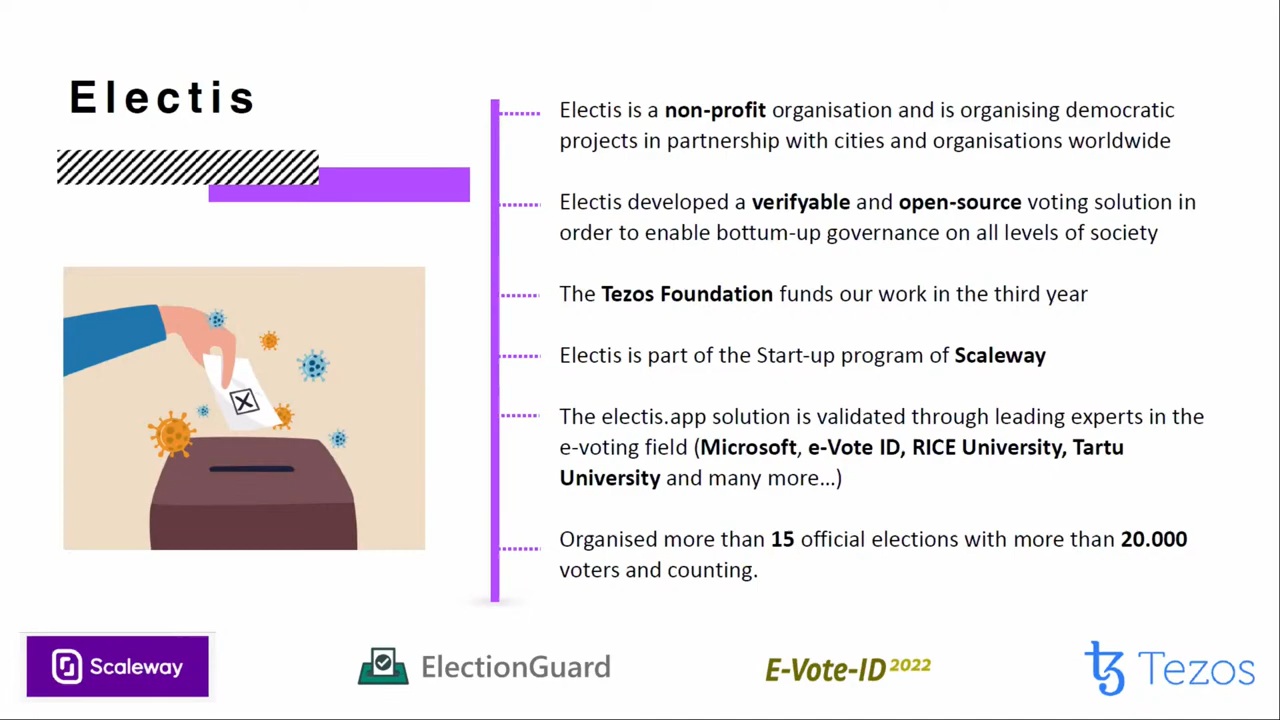 Electis
Electis is a non-profit organisation and is organising democratic
projects in partnership with cities and organisations worldwide
Electis developed a verifyable and open-source voting solution in
order to enable bottum-up governance on all levels of society
The Tezos Foundation funds our work in the third year
Electis is part of the Start-up program of Scaleway
The electis.app solution is validated through leading experts in the
e-voting field (Microsoft, e-Vote ID, RICE University, Tartu
University and many more...)
Organised more than 15 official elections with more than 20.000
voters and counting.
Scaleway
ElectionGuard
E-Vote-ID 2022
Tezos